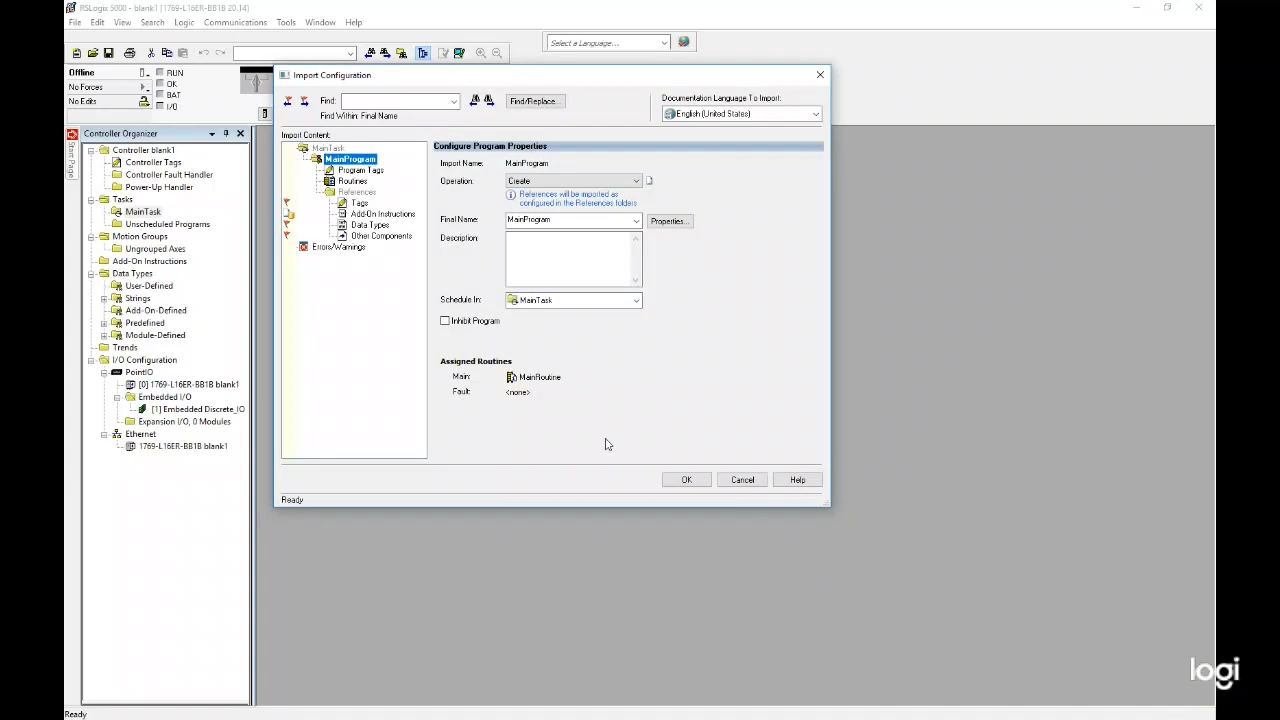 RSLogix 5000 - blank1 [1769-L16ER-BB1B 20.14]
File Edit View Search Logic Communications Tools Window Help
Select a Language...
Offline
RUN
No Forces
OK
BAT
No Edits
I/O
Start Page
Controller Organizer
Controller blank1
Controller Tags
Controller Fault Handler
Power-Up Handler
Tasks
MainTask
Unscheduled Programs
Motion Groups
Ungrouped Axes
Add-On Instructions
Data Types
User-Defined
Strings
Add-On-Defined
Predefined
Module-Defined
Trends
I/O Configuration
PointIO
[0] 1769-L16ER-BB1B blank1
Embedded I/O
[1] Embedded Discrete_IO
Expansion I/O, 0 Modules
Ethernet
1769-L16ER-BB1B blank1
Import Configuration
Find:
Find/Replace...
Find Within: Final Name
Documentation Language To Import:
English (United States)
Import Content:
MainTask
MainProgram
Program Tags
Routines
References
Tags
Add-On Instructions
Data Types
Other Components
Errors/Warnings
Configure Program Properties
Import Name: MainProgram
Operation: Create
References will be imported as
configured in the References folders
Final Name: MainProgram Properties...
Description:
Schedule In: MainTask
Inhibit Program
Assigned Routines
Main: MainRoutine
Fault: <none>
OK Cancel Help
Ready
Ready
logi